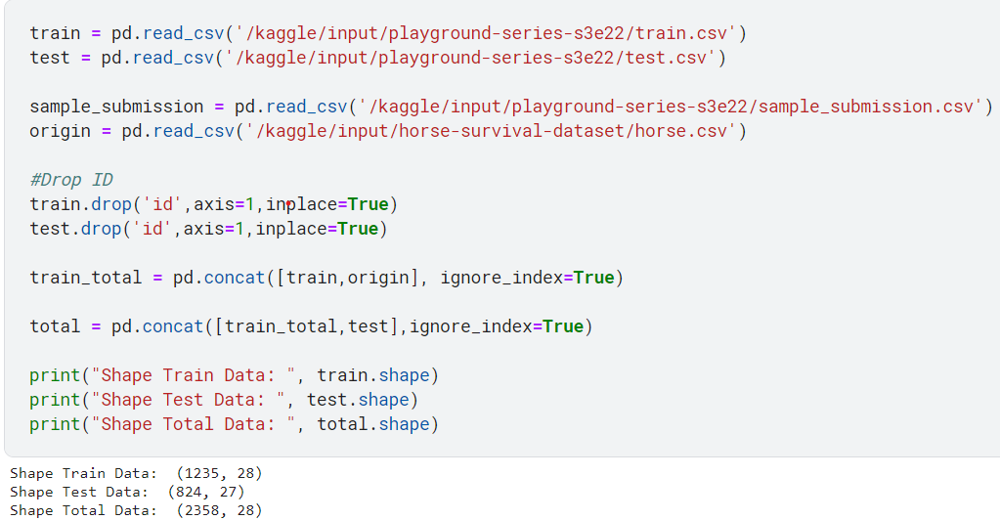 train = pd.read_csv('/kaggle/input/playground-series-s3e22/train.csv')
test = pd.read_csv('/kaggle/input/playground-series-s3e22/test.csv')
sample_submission = pd.read_csv('/kaggle/input/playground-series-s3e22/sample_submission.csv')
origin = pd.read_csv('/kaggle/input/horse-survival-dataset/horse.csv')
#Drop ID
train.drop('id',axis=1,inplace=True)
test.drop('id',axis=1,inplace=True)
train_total = pd.concat([train,origin], ignore_index=True)
total = pd.concat([train_total,test],ignore_index=True)
print("Shape Train Data: ", train.shape)
print("Shape Test Data: ", test.shape)
print("Shape Total Data: ", total.shape)
Shape Train Data:  (1235, 28)
Shape Test Data:  (824, 27)
Shape Total Data:  (2358, 28)